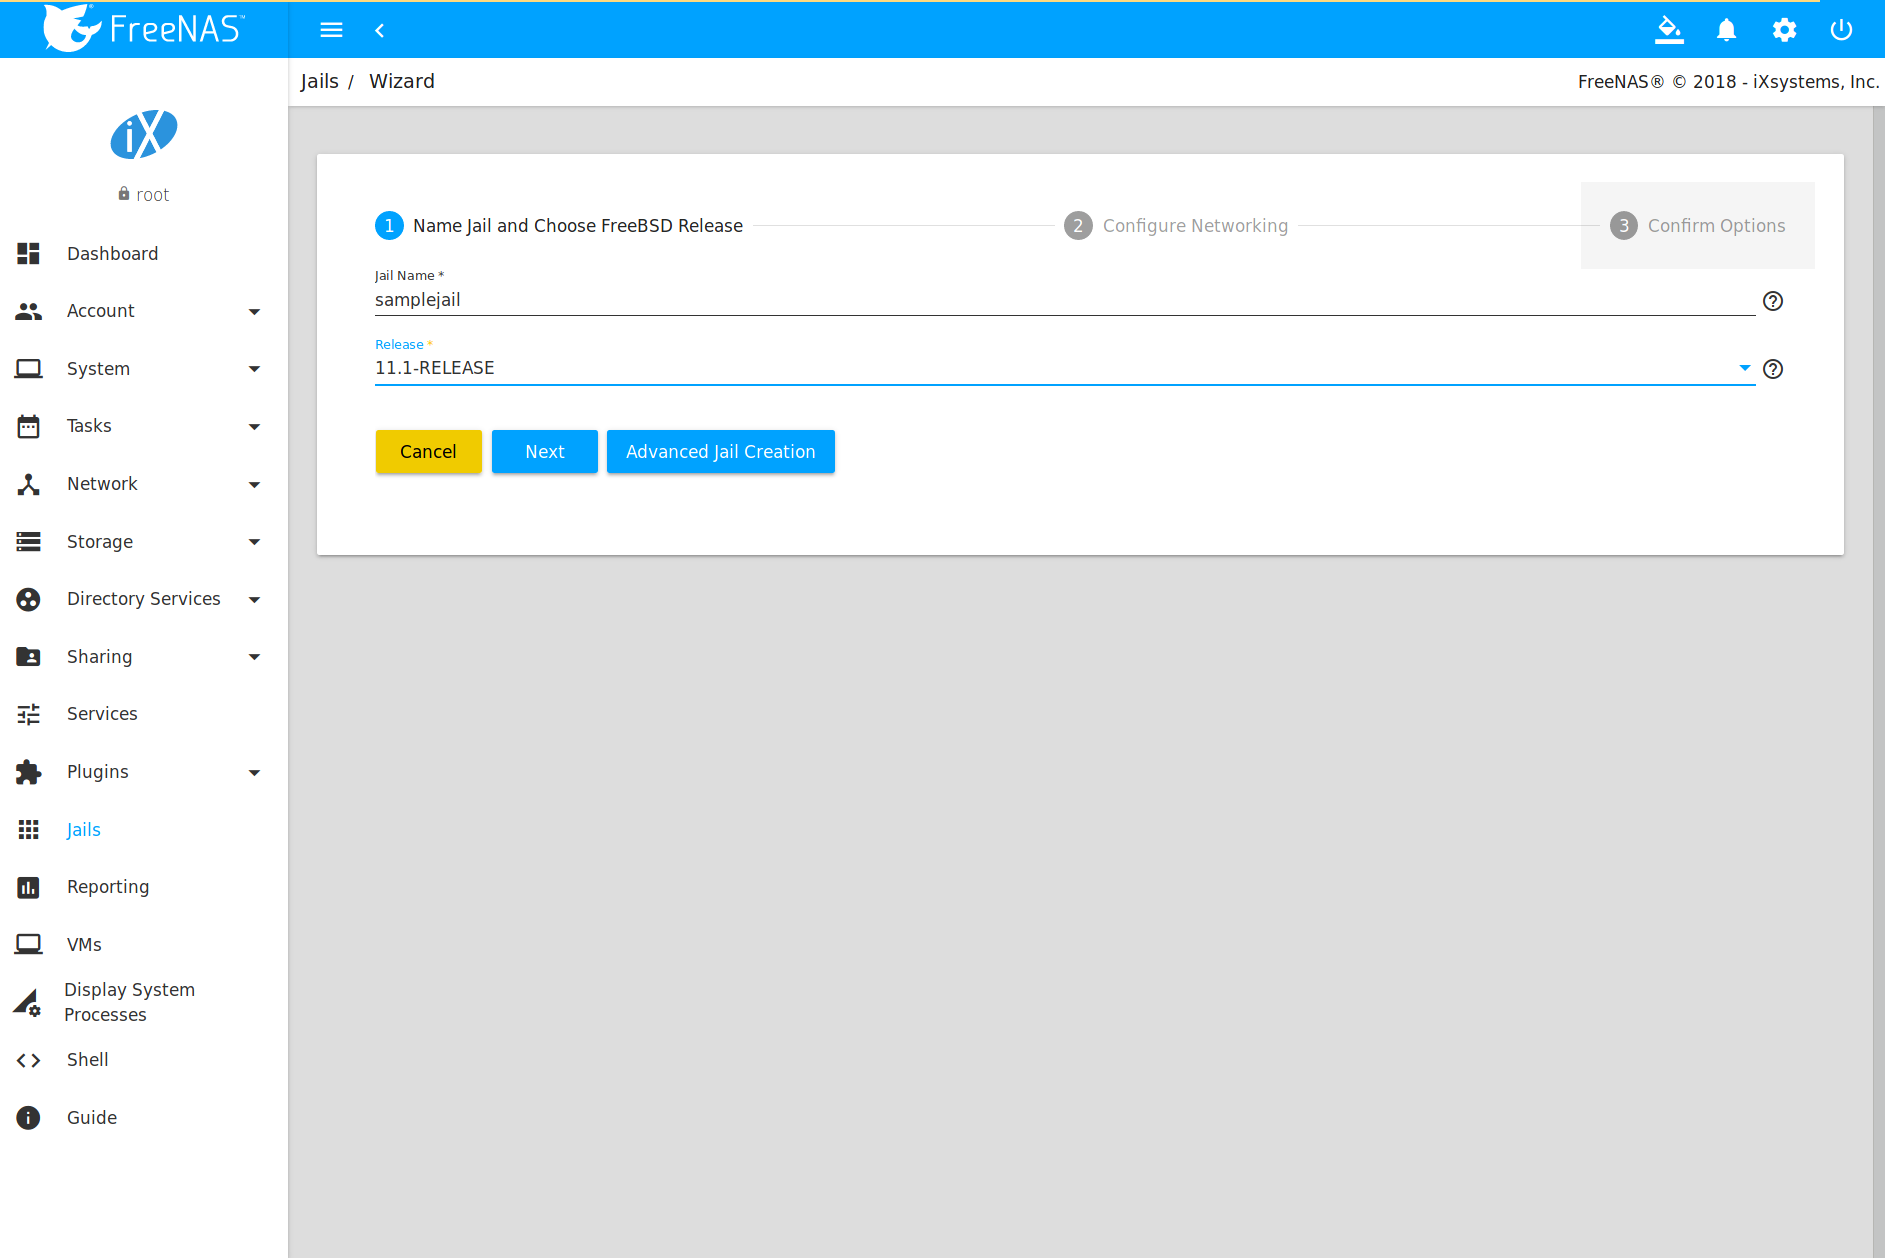 FreeNAS™
Jails / Wizard
FreeNAS® © 2018 - iXsystems, Inc.
iX
root
Dashboard
Account
System
Tasks
Network
Storage
Directory Services
Sharing
Services
Plugins
Jails
Reporting
VMs
Display System
Processes
Shell
Guide
1 Name Jail and Choose FreeBSD Release
2 Configure Networking
3 Confirm Options
Jail Name *
samplejail
Release *
11.1-RELEASE
Cancel
Next
Advanced Jail Creation